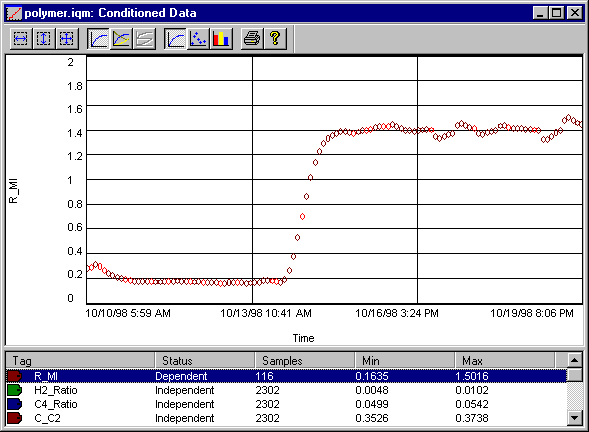 polymer.iqm: Conditioned Data
2
1.8
1.6
1.4
1.2
1
0.8
0.6
0.4
0.2
0
R_MI
10/10/98 5:59 AM 10/13/98 10:41 AM 10/16/98 3:24 PM 10/19/98 8:06 PM
Time
Tag Status Samples Min Max
R_MI Dependent 116 0.1635 1.5016
H2_Ratio Independent 2302 0.0048 0.0102
C4_Ratio Independent 2302 0.0499 0.0542
C_C2 Independent 2302 0.3526 0.3738